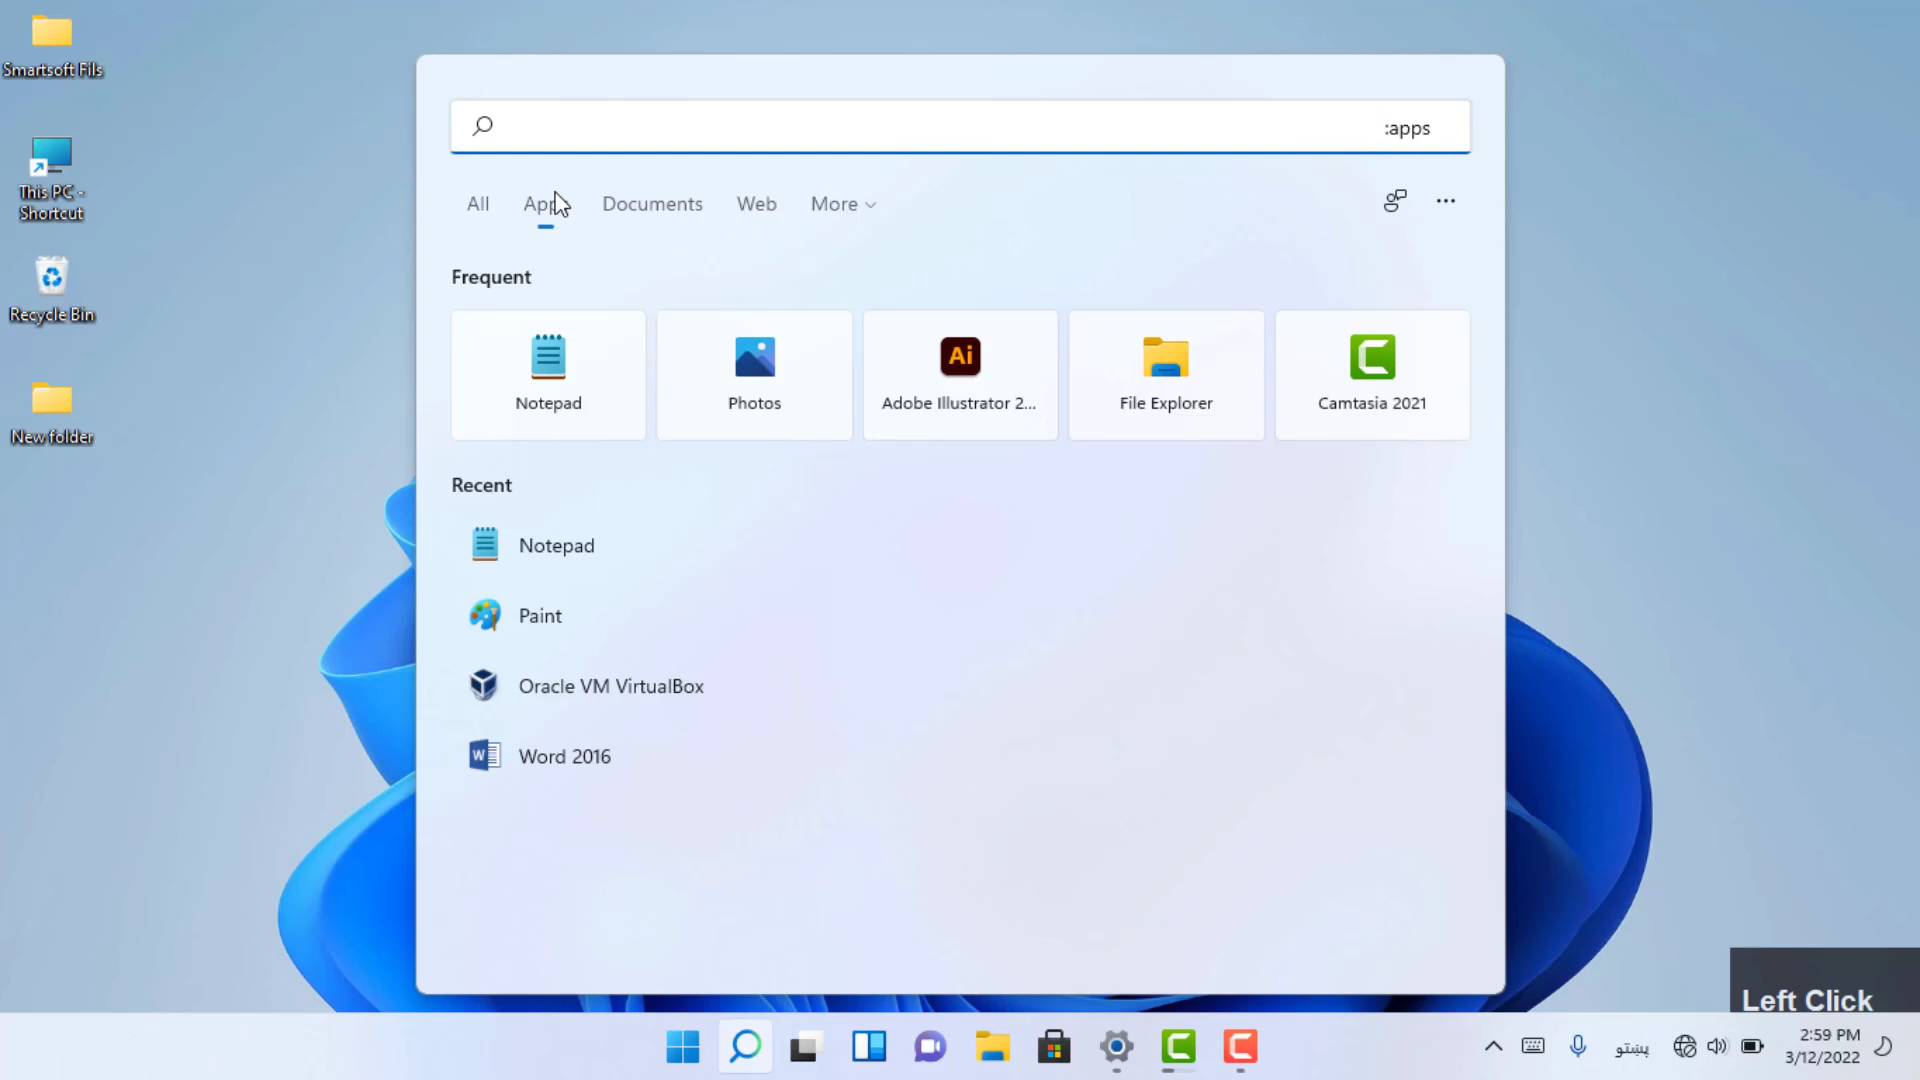 Smartsoft Fils
This PC -
Shortcut
Recycle Bin
New folder
:apps
All
Apps
Documents
Web
More
Frequent
Notepad
Photos
Ai
Adobe Illustrator 2...
File Explorer
Camtasia 2021
Recent
Notepad
Paint
Oracle VM VirtualBox
W
Word 2016
Left Click
پښتو
2:59 PM
3/12/2022